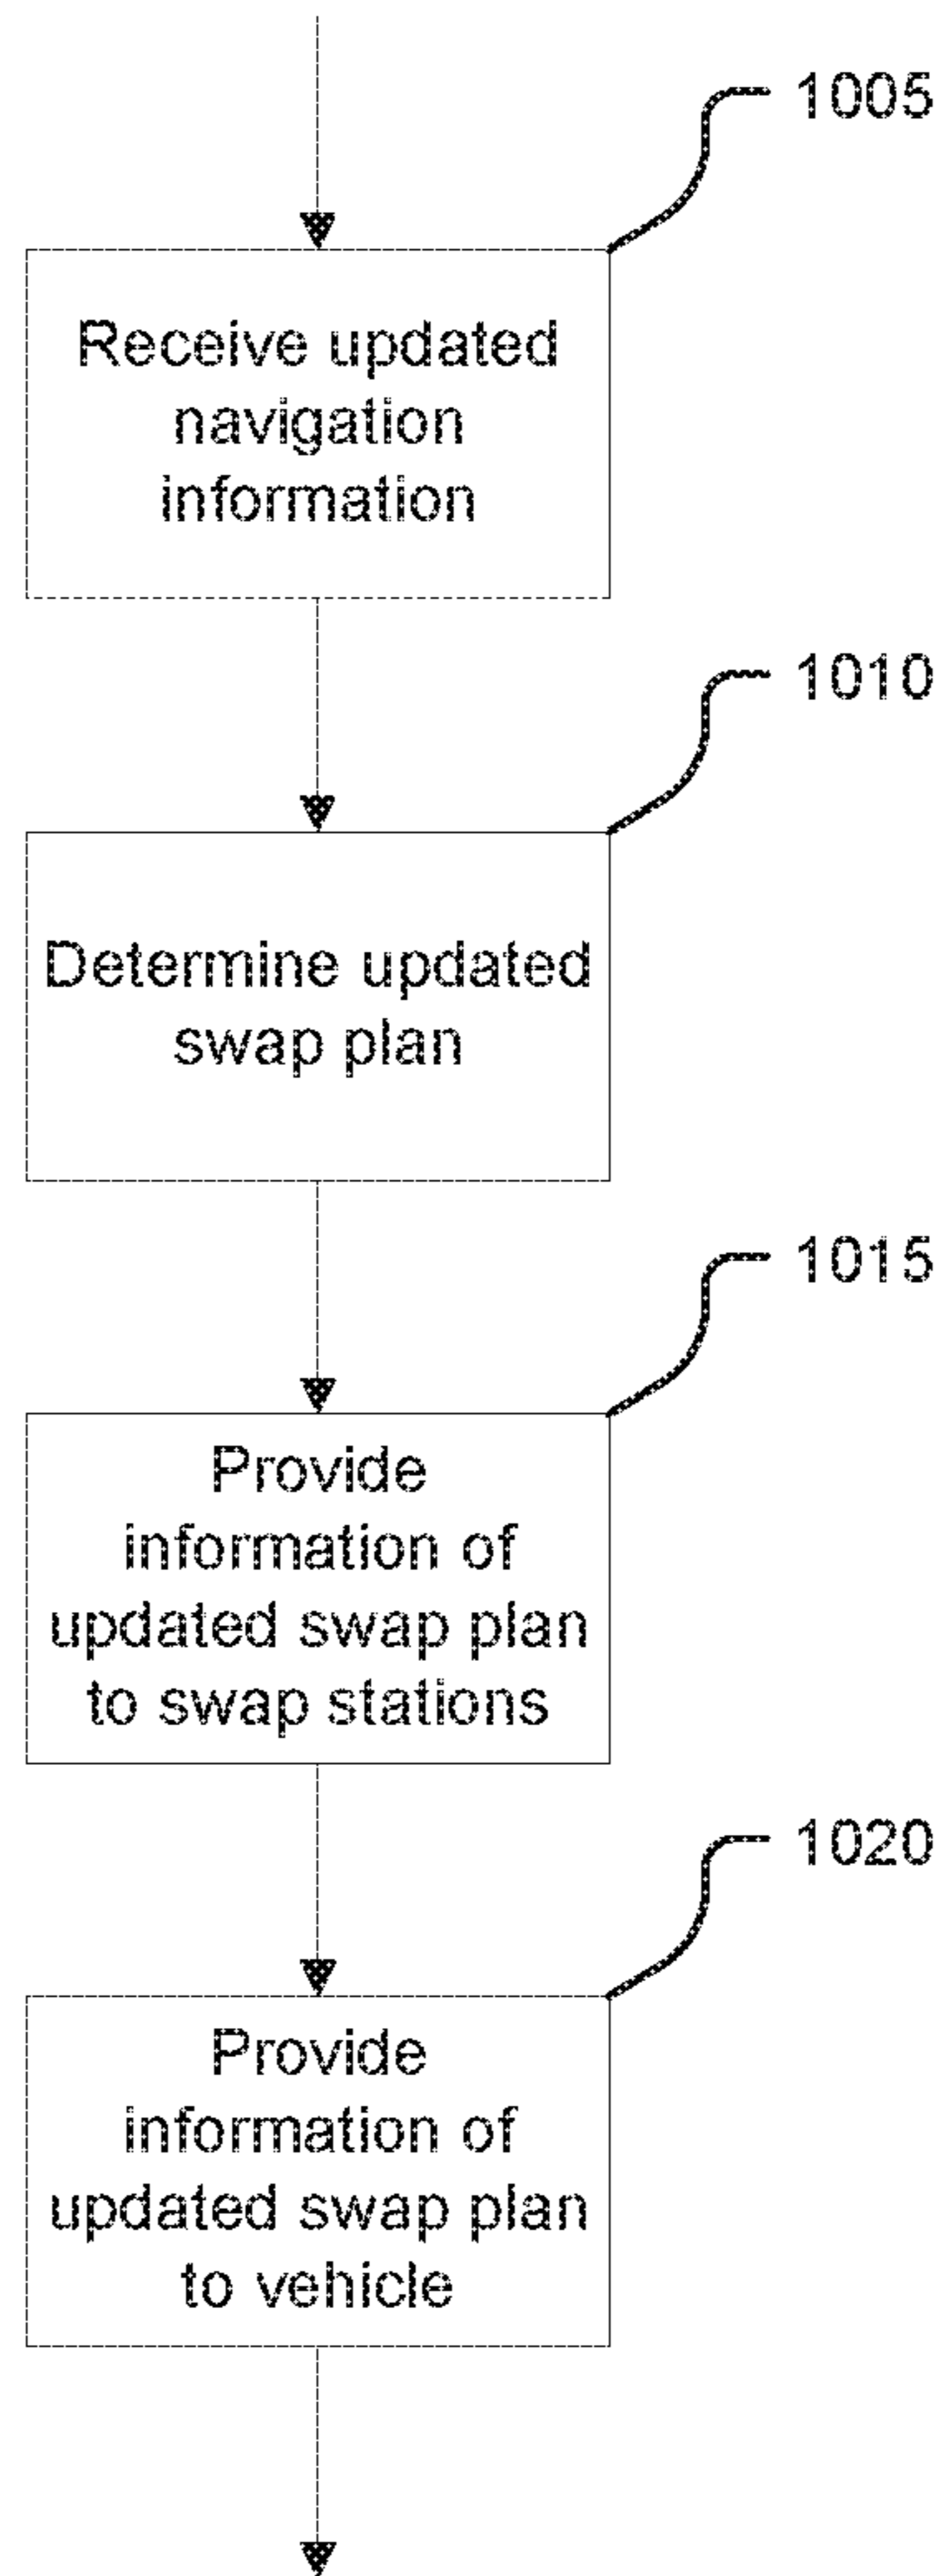 1005
Receive updated
navigation
information
1010
Determine updated
swap plan
1015
Provide
information of
updated swap plan
to swap stations
1020
Provide
information of
updated swap plan
to vehicle